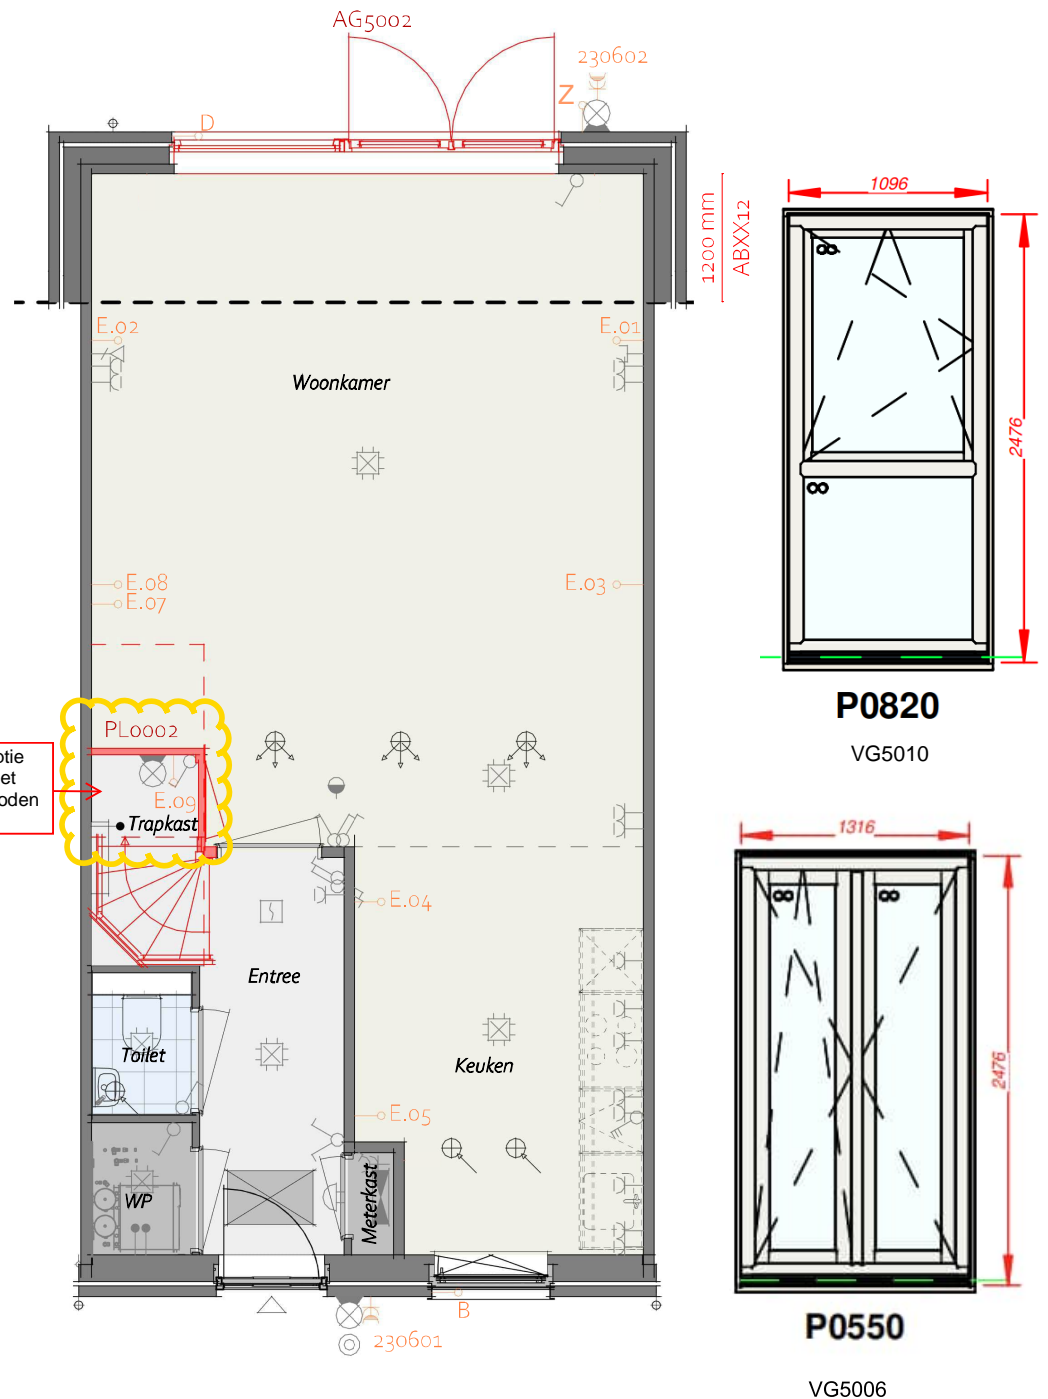 AG5002
230602
Z
D
1200 mm
ABXX12
E.02
E.01
Woonkamer
E.08
E.07
E.03
PL0002
E.09
Trapkast
E.04
Entree
Toilet
Keuken
E.05
WP
Meterkast
B
230601
1096
2476
P0820
VG5010
1316
2476
P0550
VG5006